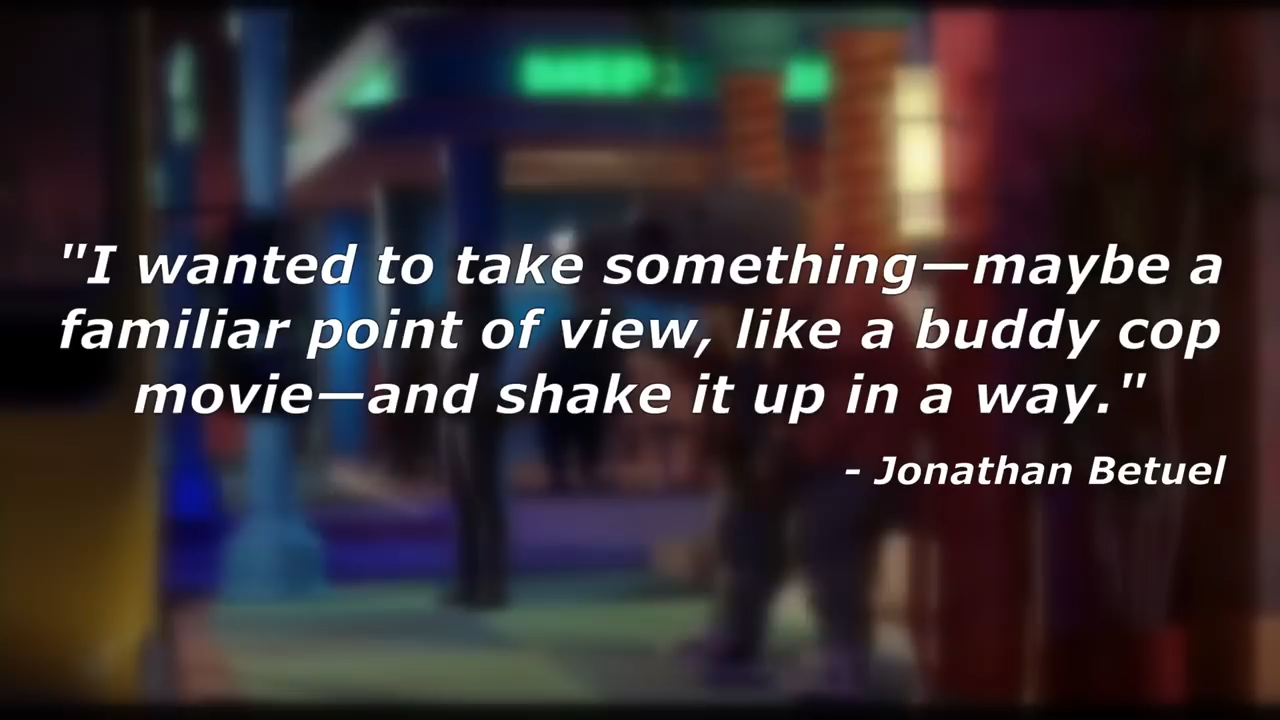 "I wanted to take something—maybe a
familiar point of view, like a buddy cop
movie—and shake it up in a way."
- Jonathan Betuel